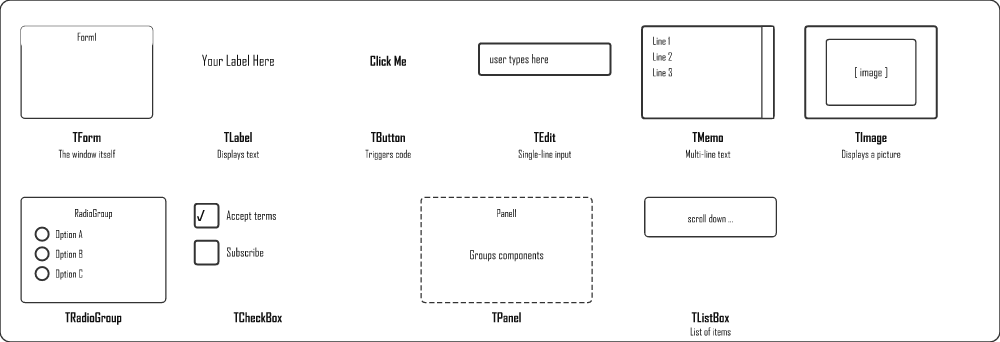 Form1
Your Label Here
Click Me
user types here
Line 1
Line 2
Line 3
[ image ]
TForm
The window itself
TLabel
Displays text
TButton
Triggers code
TEdit
Single-line input
TMemo
Multi-line text
TImage
Displays a picture
RadioGroup
Option A
Option B
Option C
TRadioGroup
✓ Accept terms
Subscribe
TCheckBox
Panel1
Groups components
TPanel
scroll down ...
TListBox
List of items